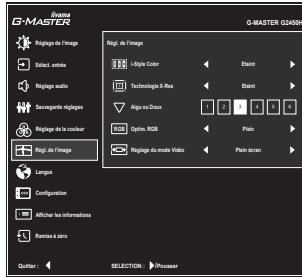 iiyama
G-MASTER
G-MASTER G2450H
Réglage de l'image
Sélect. entrée
Réglage audio
Sauvegarde réglages
Réglage de la couleur
Régl. de l'image
Langue
Configuration
Afficher les informations
Remise à zéro
Régl. de l'image
i-Style Color Eteint
Technologie X-Res Eteint
Aigu ou Doux 1 2 3 4 5 6
RGB Optim. RGB Plein
Réglage du mode Vidéo Plein écran
Quitter :
SELECTION : /Pousser